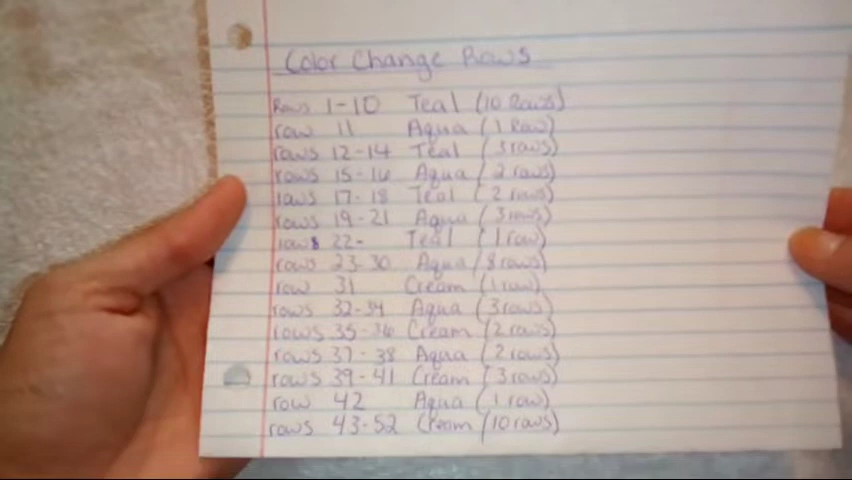 Color Change Rows
Rows 1-10 Teal (10 Rows)
row 11 Aqua (1 Row)
rows 12-14 Teal (3 rows)
rows 15-16 Aqua (2 rows)
rows 17-18 Teal (2 rows)
rows 19-21 Aqua (3 rows)
rows 22- Teal (1 row)
rows 23-30 Aqua (8 rows)
row 31 Cream (1 row)
rows 32-34 Aqua (3 rows)
rows 35-36 Cream (2 rows)
rows 37-38 Aqua (2 rows)
rows 39-41 Cream (3 rows)
row 42 Aqua (1 row)
rows 43-52 Cream (10 rows)